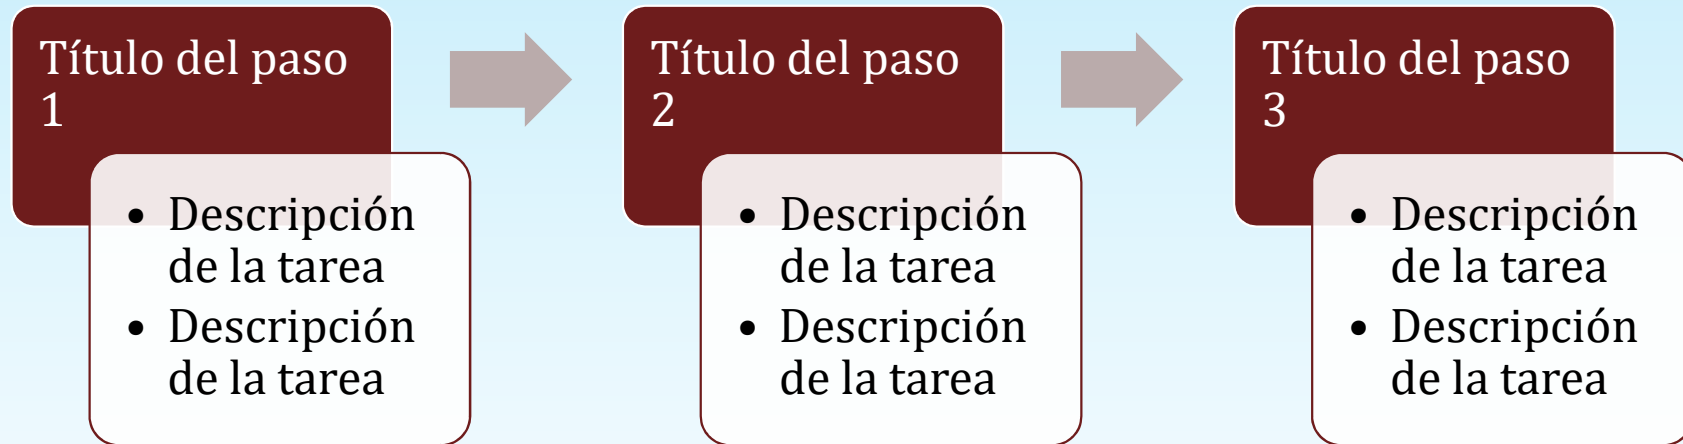 Título del paso
1
• Descripción
de la tarea
• Descripción
de la tarea
Título del paso
2
• Descripción
de la tarea
• Descripción
de la tarea
Título del paso
3
• Descripción
de la tarea
• Descripción
de la tarea